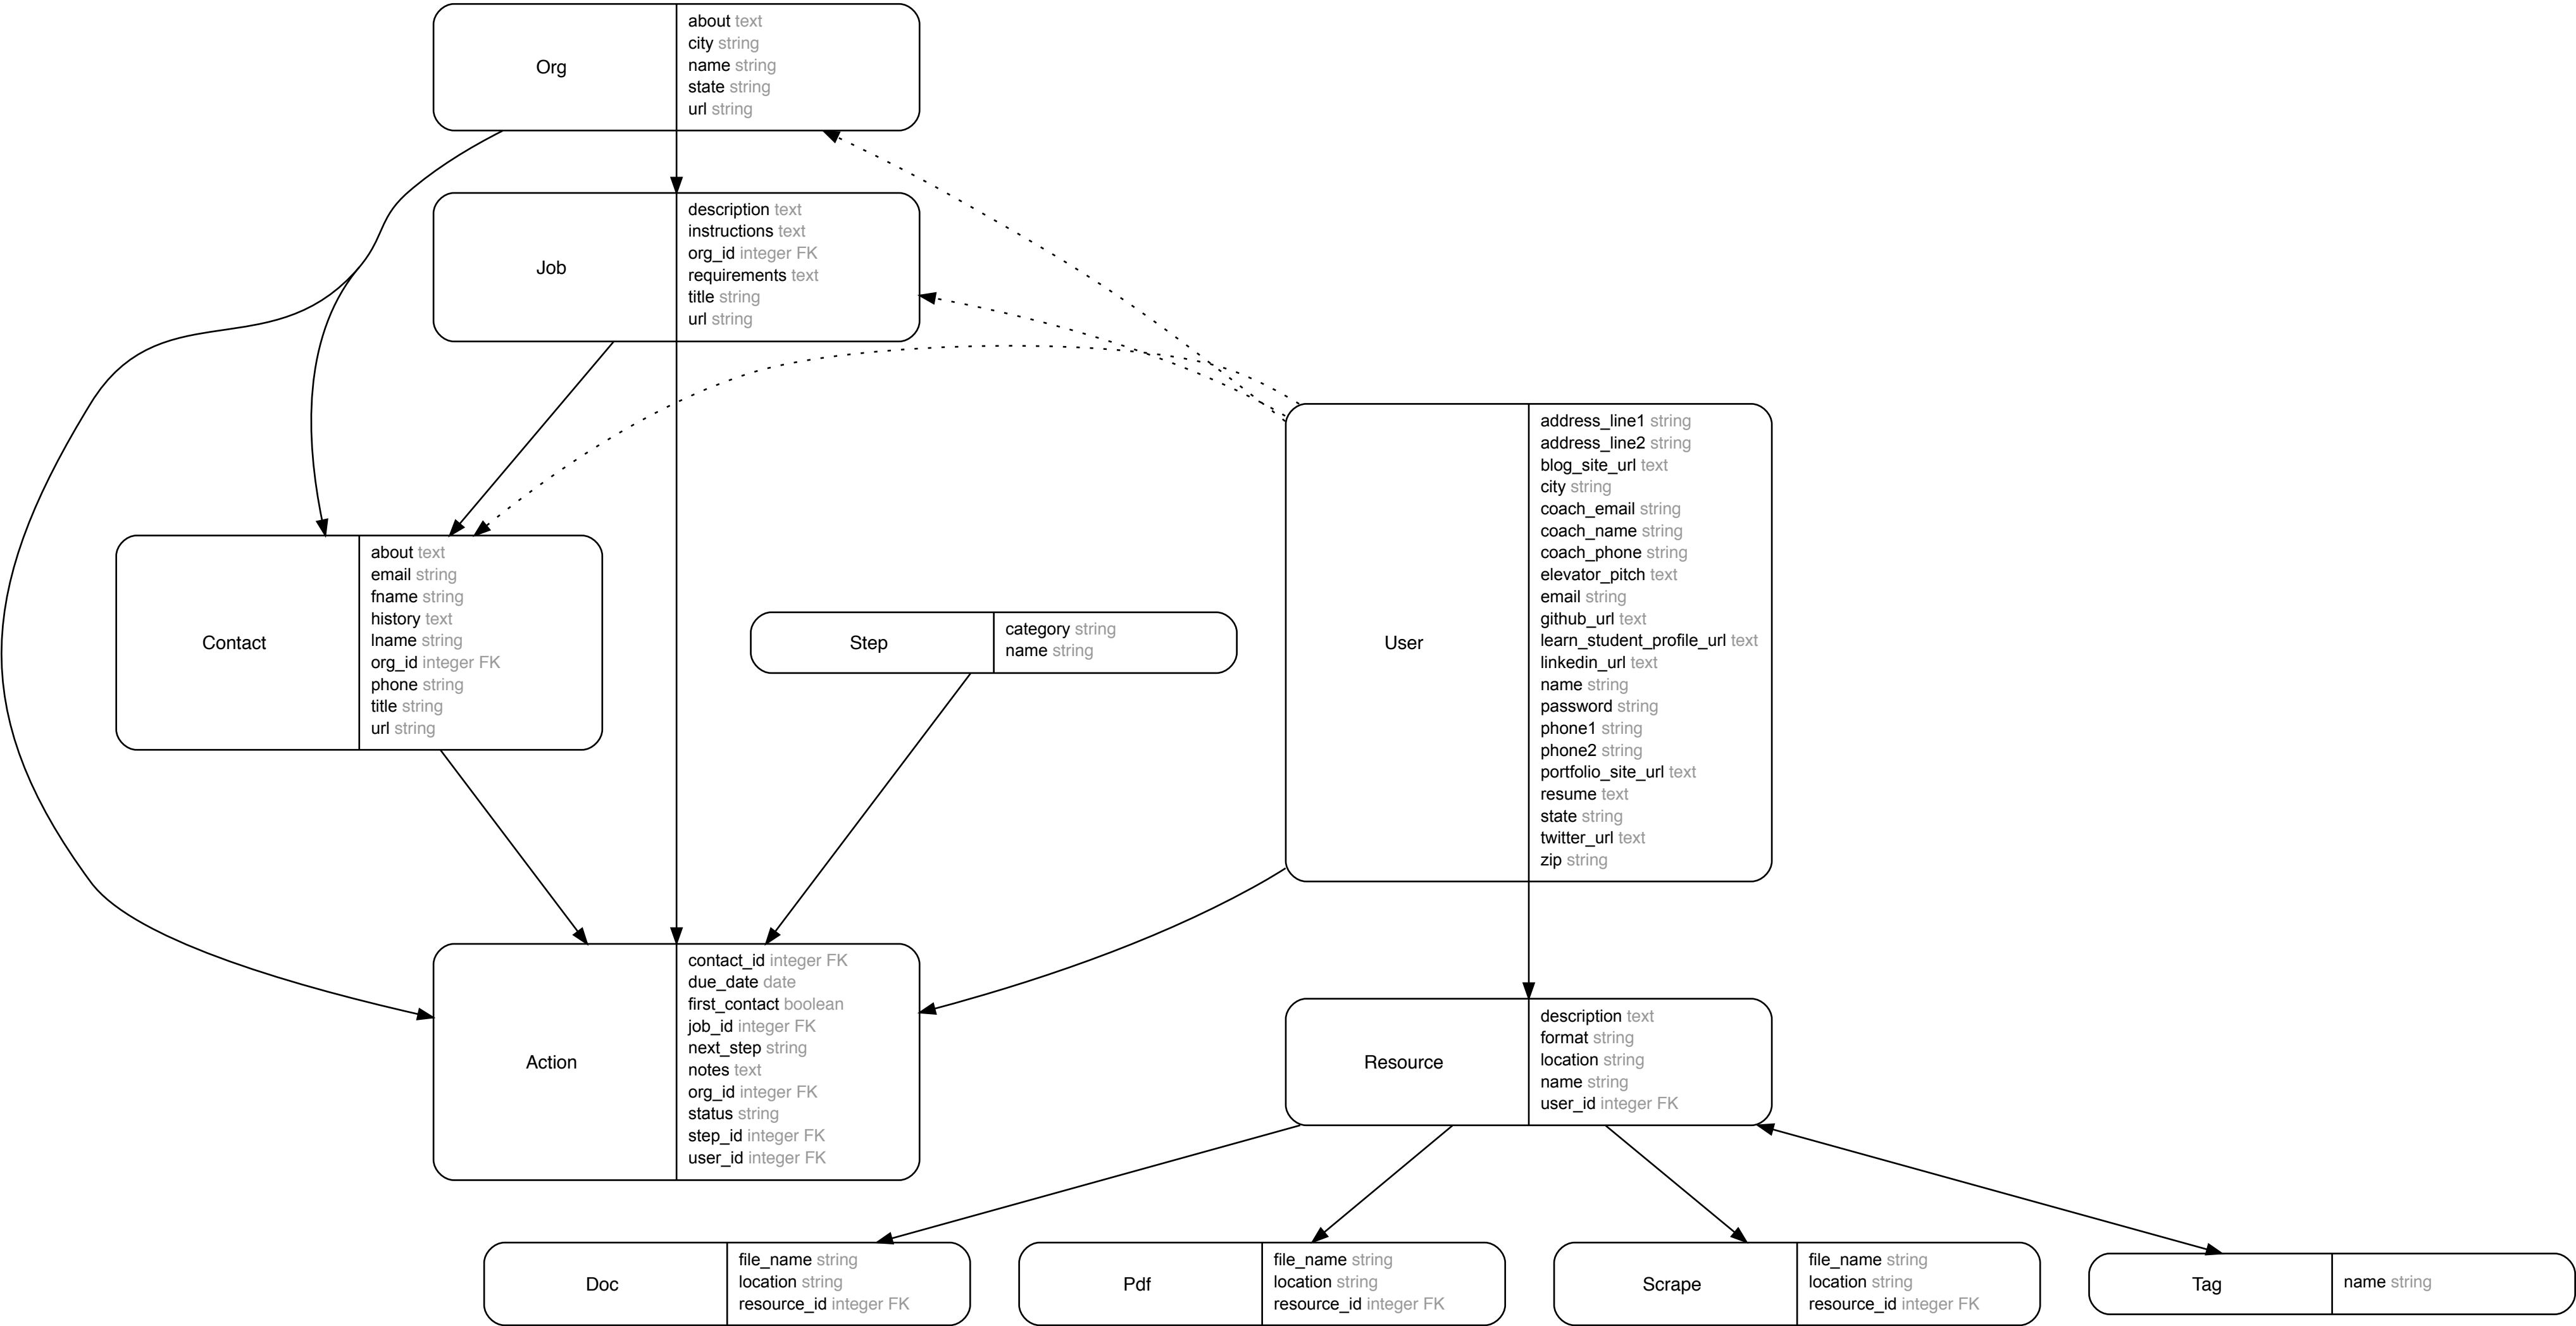 Org
about text
city string
name string
state string
url string
Job
description text
instructions text
org_id integer FK
requirements text
title string
url string
User
address_line1 string
address_line2 string
blog_site_url text
city string
coach_email string
coach_name string
coach_phone string
elevator_pitch text
email string
github_url text
learn_student_profile_url text
linkedin_url text
name string
password string
phone1 string
phone2 string
portfolio_site_url text
resume text
state string
twitter_url text
zip string
Contact
about text
email string
fname string
history text
lname string
org_id integer FK
phone string
title string
url string
Step
category string
name string
Action
contact_id integer FK
due_date date
first_contact boolean
job_id integer FK
next_step string
notes text
org_id integer FK
status string
step_id integer FK
user_id integer FK
Resource
description text
format string
location string
name string
user_id integer FK
Doc
file_name string
location string
resource_id integer FK
Pdf
file_name string
location string
resource_id integer FK
Scrape
file_name string
location string
resource_id integer FK
Tag
name string